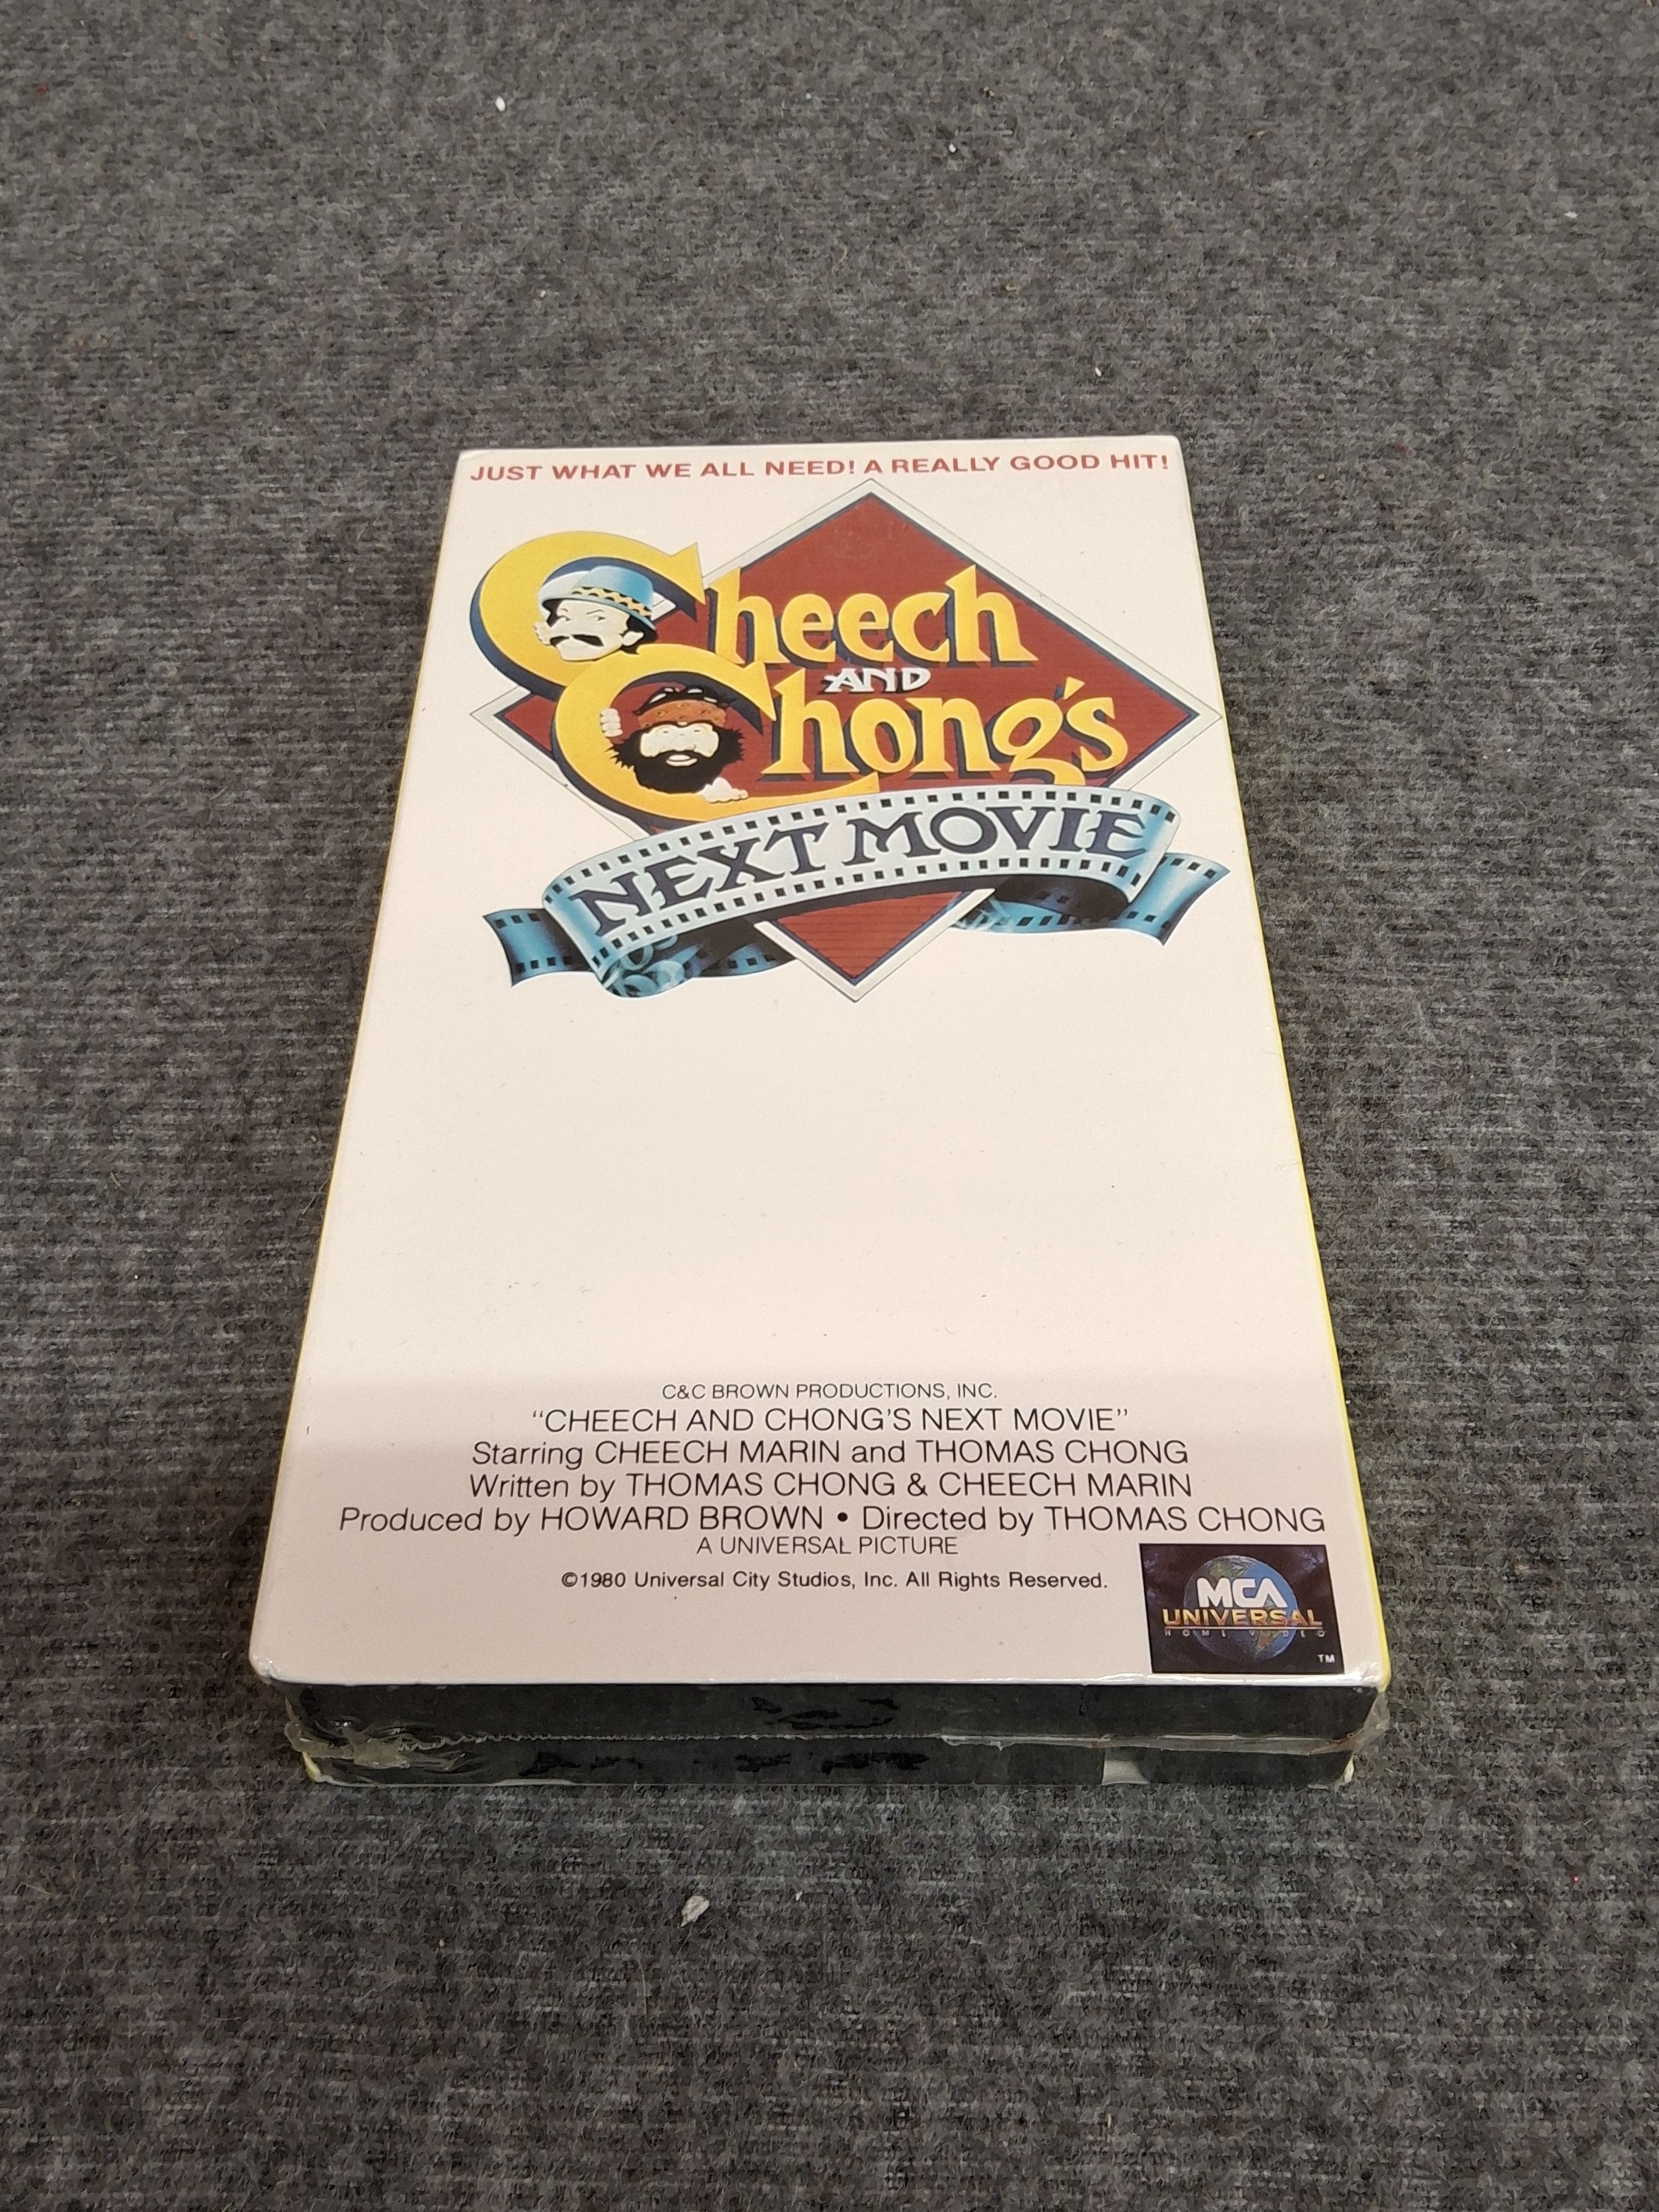 JUST WHAT WE ALL NEED! A REALLY GOOD HIT!
Cheech
AND
Chong's
NEXT MOVIE
C&C BROWN PRODUCTIONS, INC.
“CHEECH AND CHONG'S NEXT MOVIE”
Starring CHEECH MARIN and THOMAS CHONG
Written by THOMAS CHONG & CHEECH MARIN
Produced by HOWARD BROWN • Directed by THOMAS CHONG
A UNIVERSAL PICTURE
©1980 Universal City Studios, Inc. All Rights Reserved.
MCA
UNIVERSAL
HOME VIDEO
TM